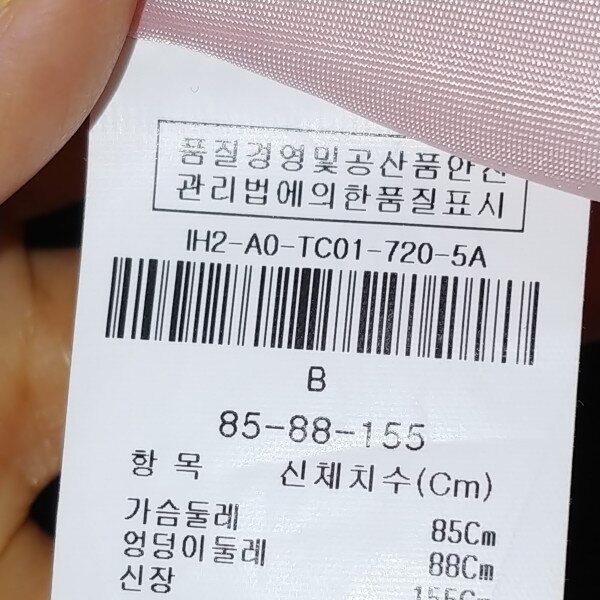 품질경영및공산품안전
관리법에의한품질표시
IH2-A0-TC01-720-5A
B
85-88-155
항 목 신체치수(Cm)
가슴둘레 85Cm
엉덩이둘레 88Cm
신장 155Cm